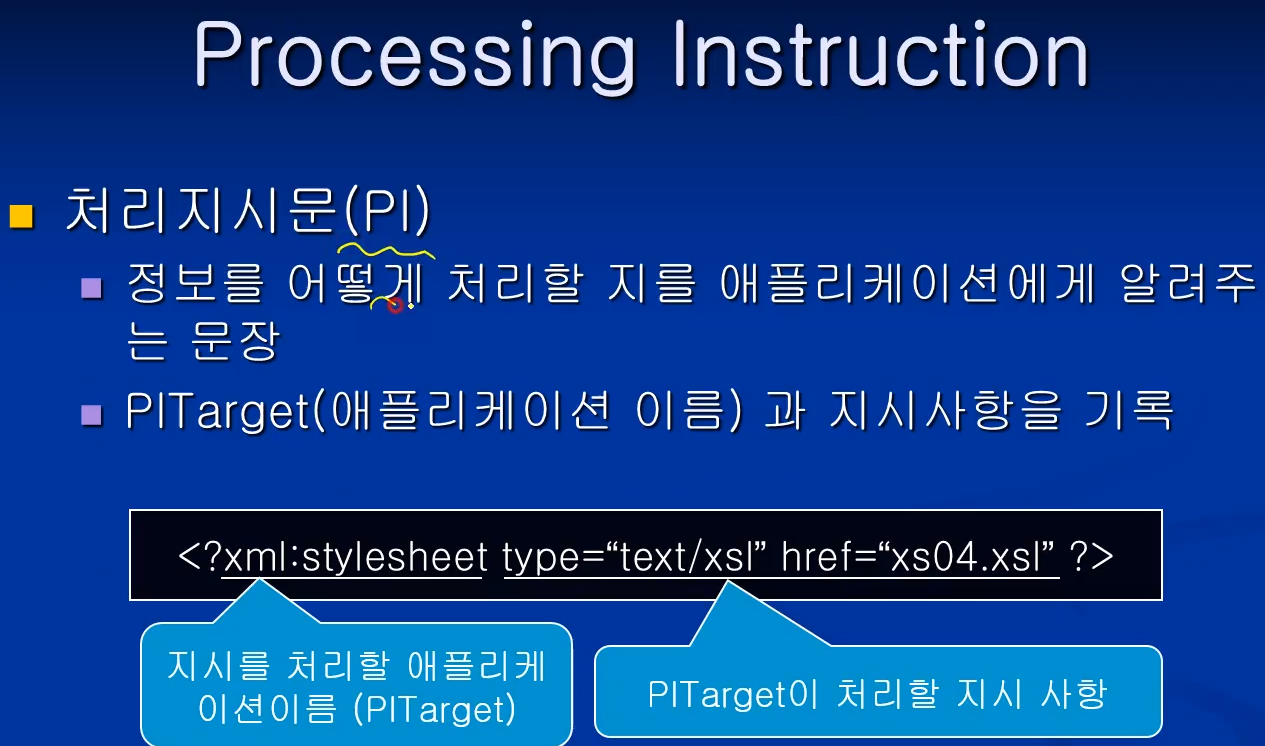 Processing Instruction
처리지시문(PI)
정보를 어떻게 처리할 지를 애플리케이션에게 알려주
는 문장
PITarget(애플리케이션 이름) 과 지시사항을 기록
<?xml:stylesheet type=“text/xsl” href=“xs04.xsl” ?>
지시를 처리할 애플리케
이션이름 (PITarget)
PITarget이 처리할 지시 사항